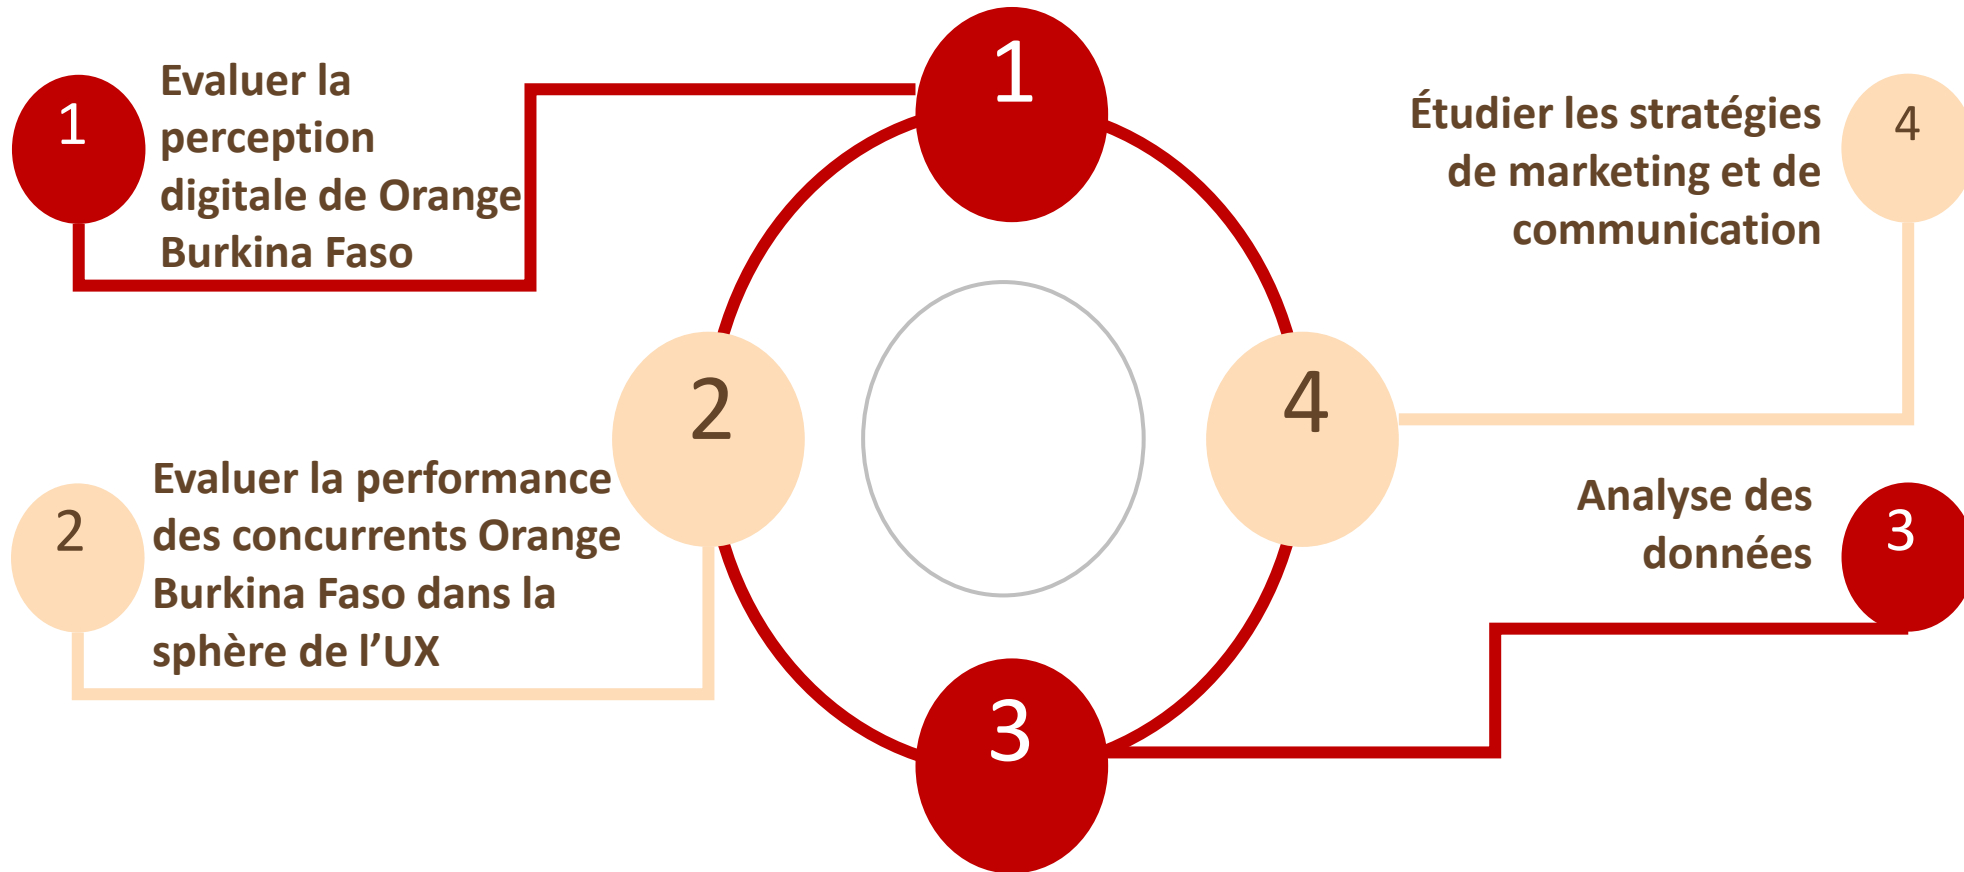 1
Evaluer la
perception
digitale de Orange
Burkina Faso
1
Étudier les stratégies
de marketing et de
communication
4
2
4
2
Evaluer la performance
des concurrents Orange
Burkina Faso dans la
sphère de l’UX
Analyse des
données
3
3